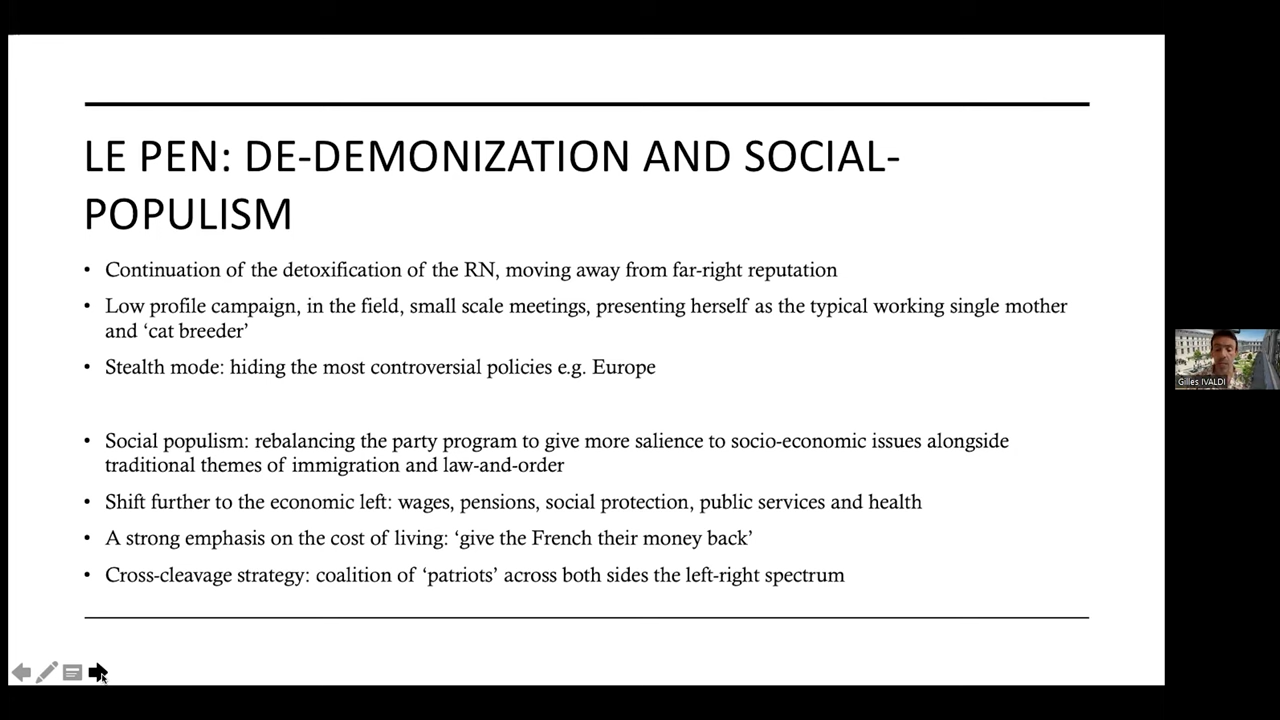 LE PEN: DE-DEMONIZATION AND SOCIAL-
POPULISM
• Continuation of the detoxification of the RN, moving away from far-right reputation
• Low profile campaign, in the field, small scale meetings, presenting herself as the typical working single mother
and ‘cat breeder’
• Stealth mode: hiding the most controversial policies e.g. Europe
• Social populism: rebalancing the party program to give more salience to socio-economic issues alongside
traditional themes of immigration and law-and-order
• Shift further to the economic left: wages, pensions, social protection, public services and health
• A strong emphasis on the cost of living: ‘give the French their money back’
• Cross-cleavage strategy: coalition of ‘patriots’ across both sides the left-right spectrum
Gilles IVALDI